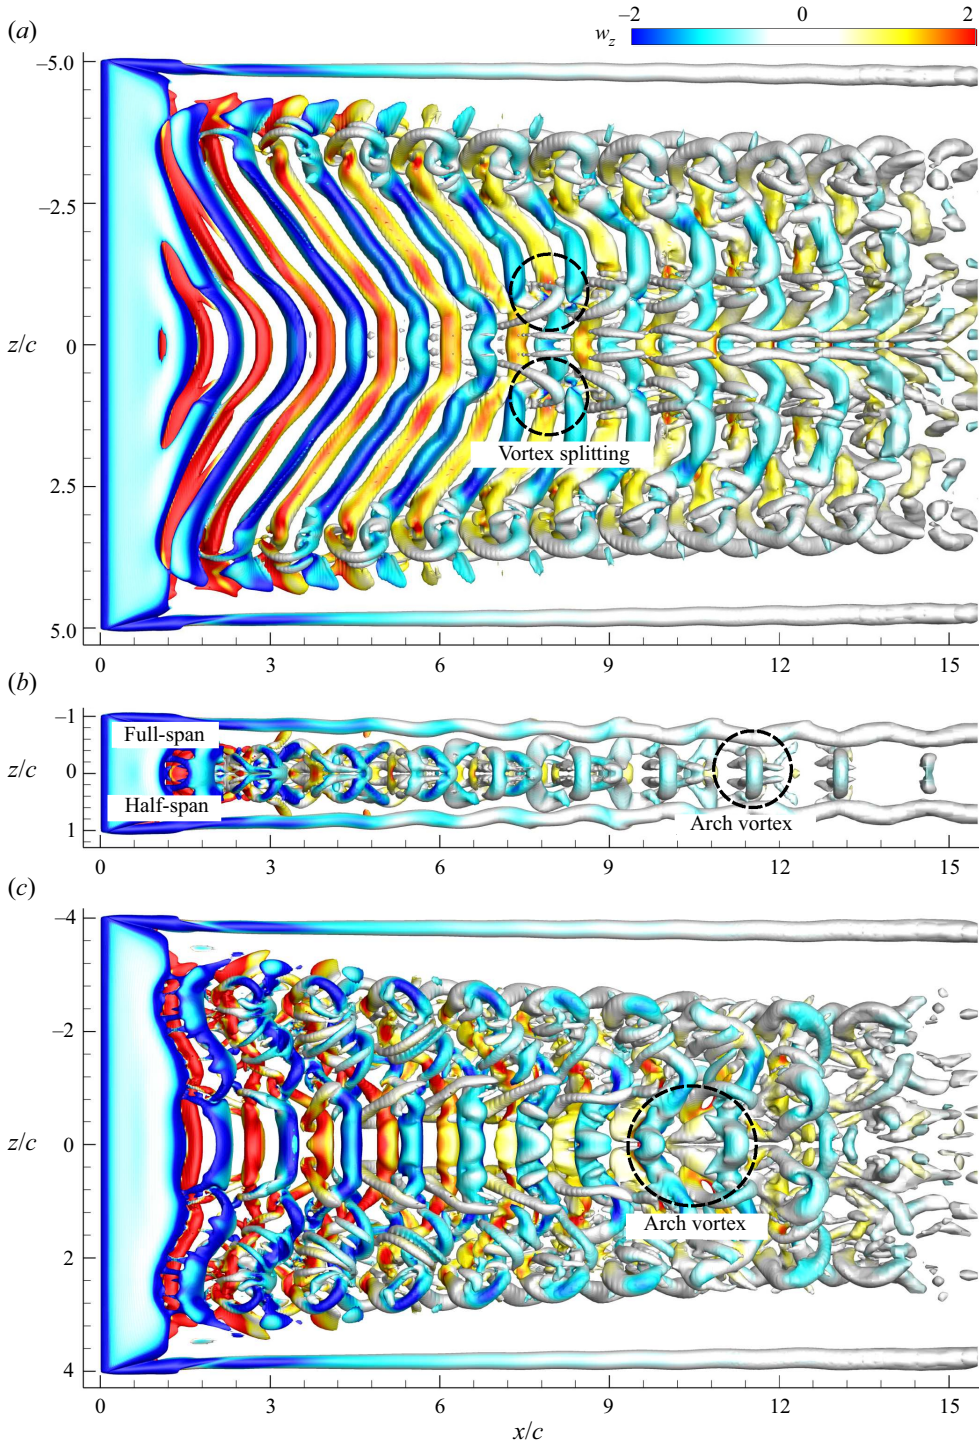 (a)
w_z
−2
0
2
−5.0
−2.5
z/c
0
2.5
5.0
Vortex splitting
0
3
6
9
12
15
(b)
−1
z/c
0
1
Full-span
Half-span
Arch vortex
0
3
6
9
12
15
(c)
−4
−2
z/c
0
2
4
Arch vortex
0
3
6
9
12
15
x/c